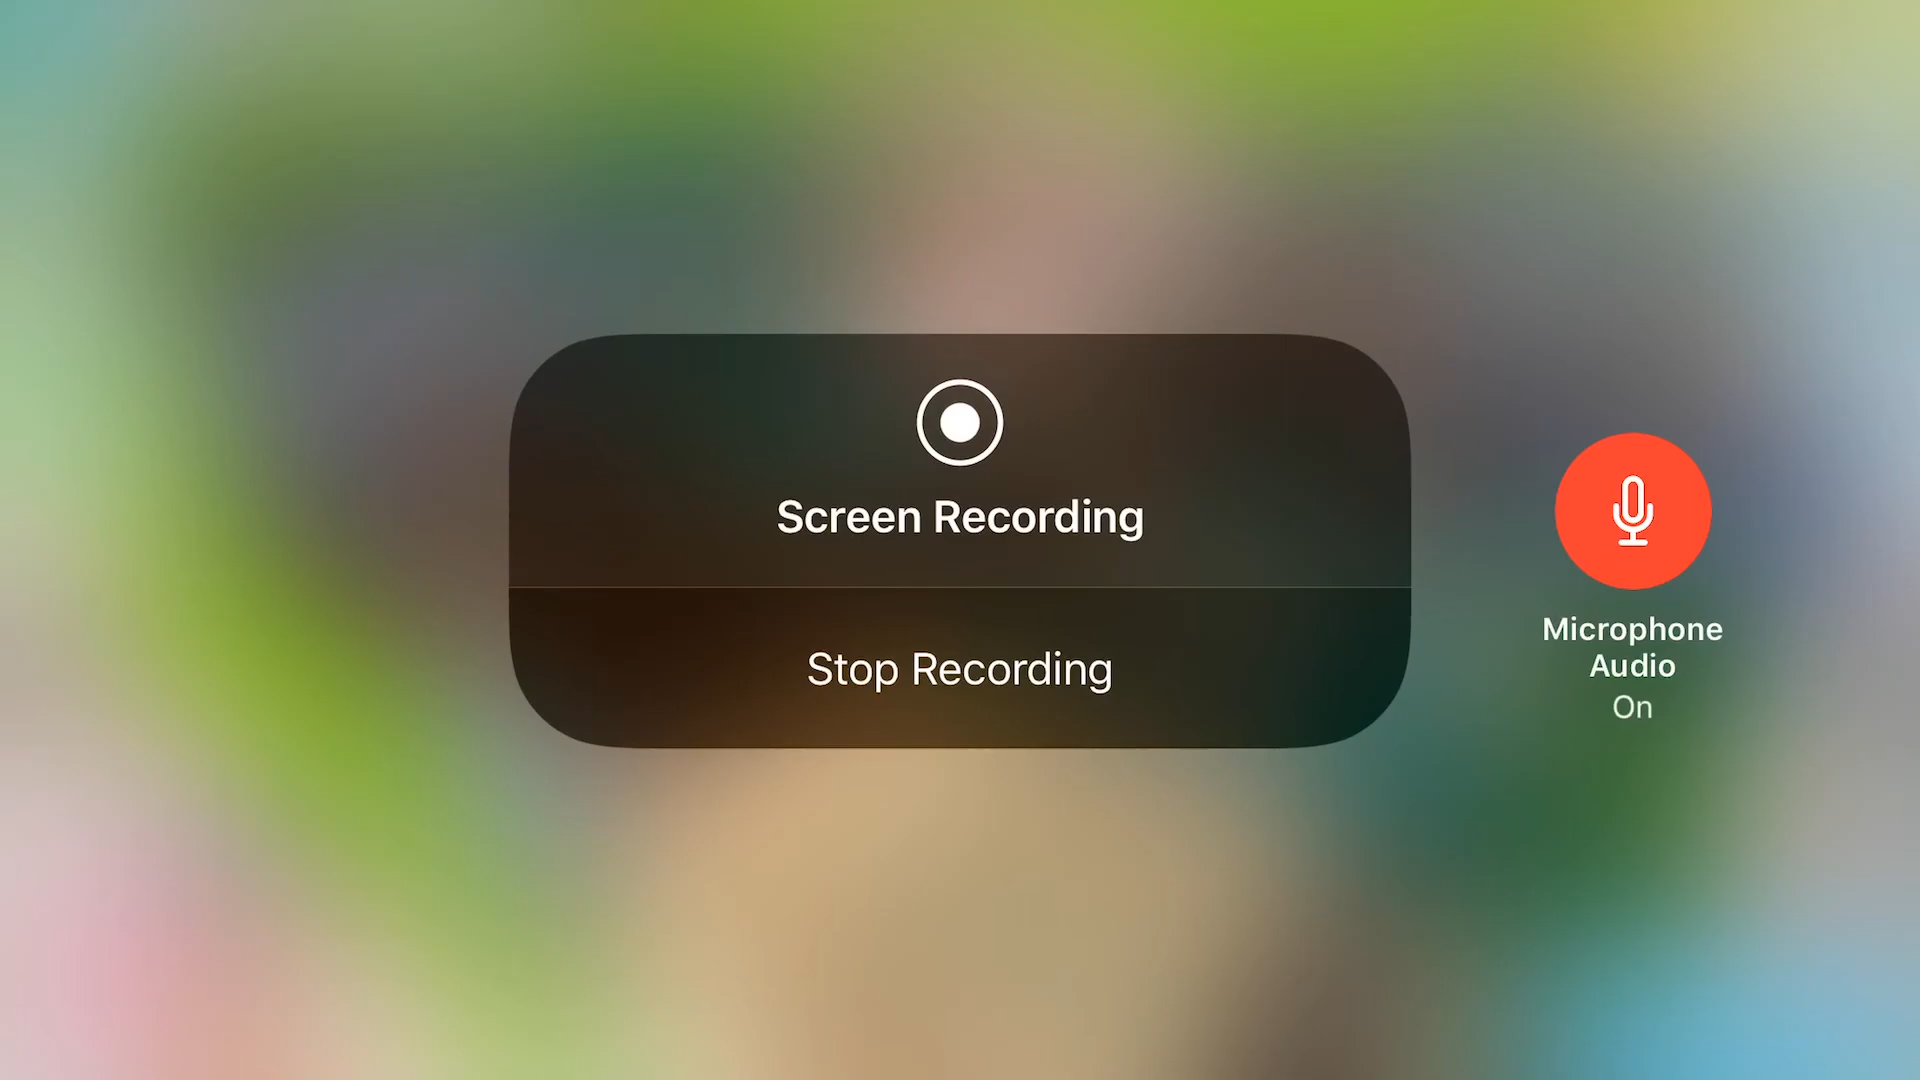 Screen Recording
Stop Recording
Microphone
Audio
On